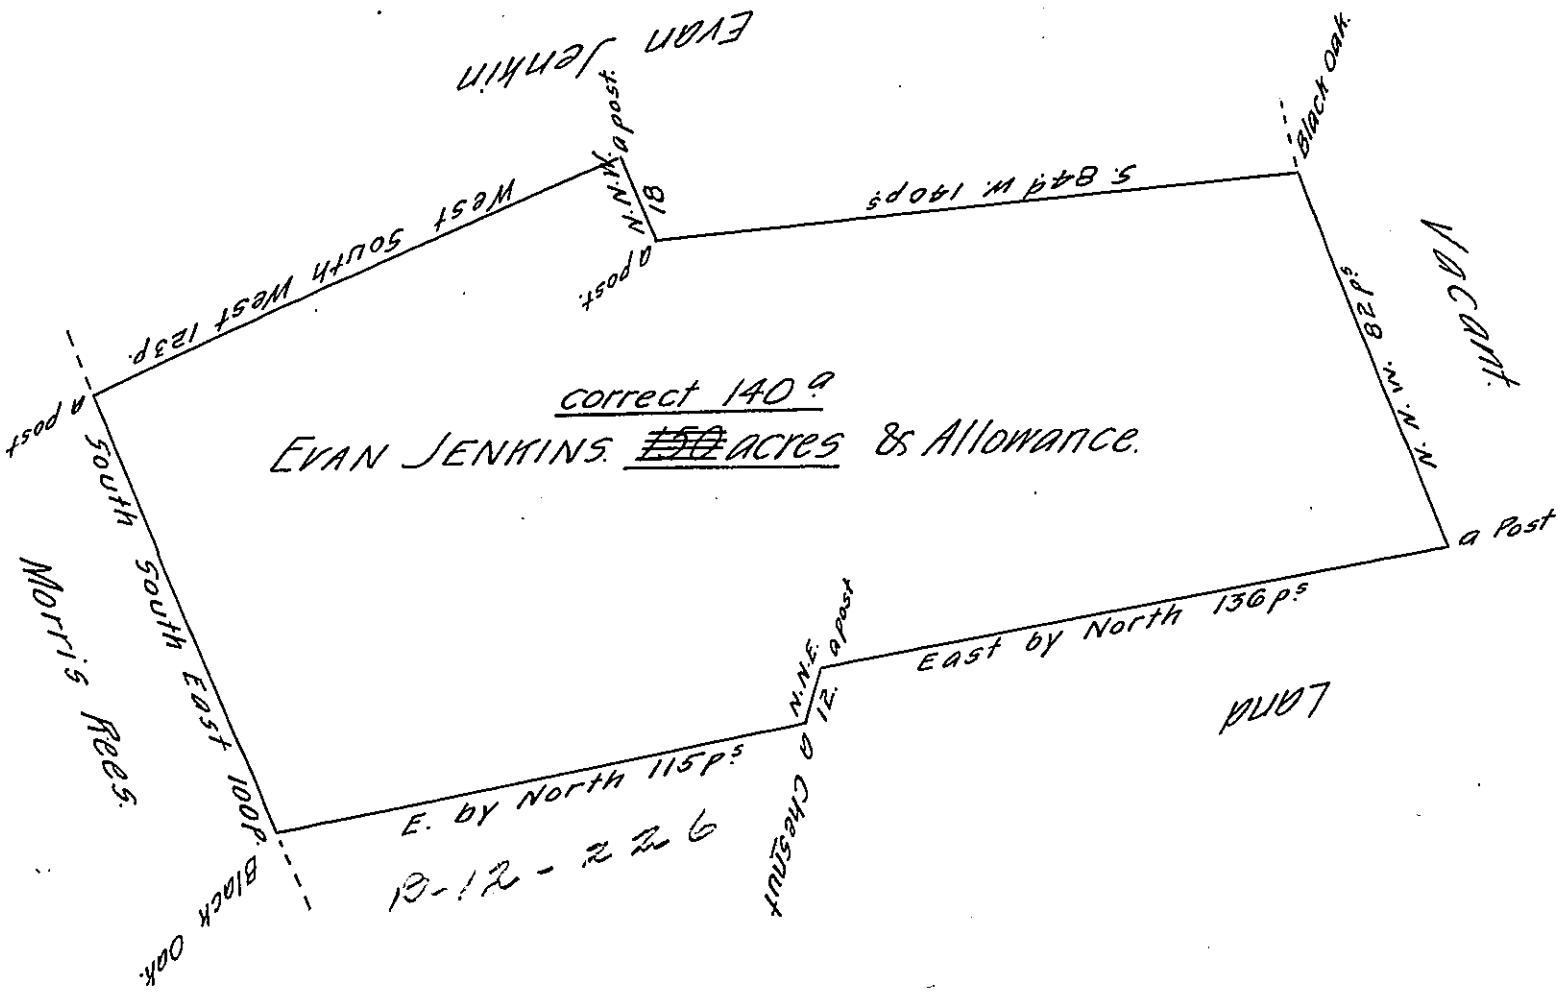 Evan Jenkin
a post.
N.N.W.
18
a post.
S. 84d W. 140ps
Black Oak.
West South West 123p.
a post
Vacant.
N.N.W. 82ps
correct 140a
EVAN JENKINS. 150 acres & Allowance.
a Post
South South East 100p.
Morris Rees.
East by North 136ps
a post
N.N.E.
12.
Land
E. by North 115ps
a Chesnut
B-12-226
Black Oak.